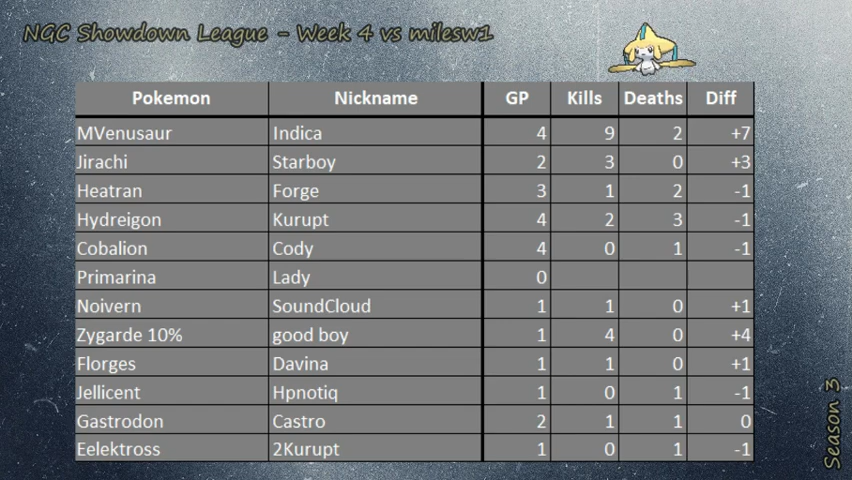 NGC Showdown League - Week 4 vs milesw1
Pokemon Nickname GP Kills Deaths Diff
MVenusaur Indica 4 9 2 +7
Jirachi Starboy 2 3 0 +3
Heatran Forge 3 1 2 -1
Hydreigon Kurupt 4 2 3 -1
Cobalion Cody 4 0 1 -1
Primarina Lady 0
Noivern SoundCloud 1 1 0 +1
Zygarde 10% good boy 1 4 0 +4
Florges Davina 1 1 0 +1
Jellicent Hpnotiq 1 0 1 -1
Gastrodon Castro 2 1 1 0
Eelektross 2Kurupt 1 0 1 -1
Season 3